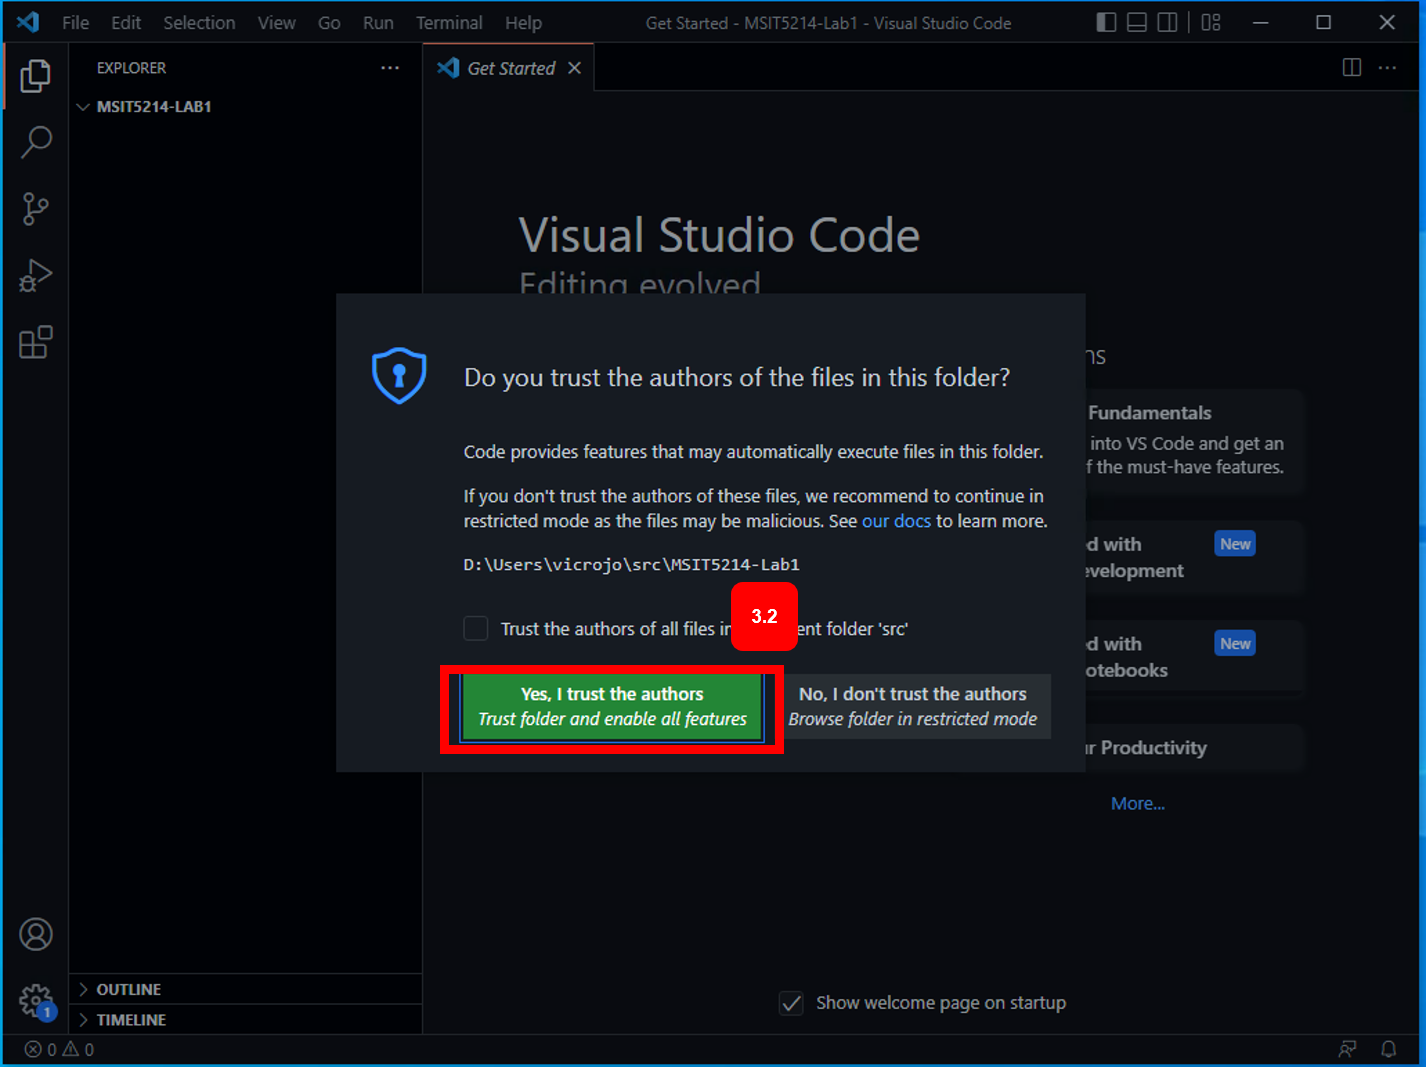 File Edit Selection View Go Run Terminal Help Get Started - MSIT5214-Lab1 - Visual Studio Code
EXPLORER
Get Started
MSIT5214-LAB1
Visual Studio Code
Editing evolved
Do you trust the authors of the files in this folder?
Code provides features that may automatically execute files in this folder.
If you don't trust the authors of these files, we recommend to continue in
restricted mode as the files may be malicious. See our docs to learn more.
D:\Users\vicrojo\src\MSIT5214-Lab1
3.2
Trust the authors of all files in ent folder 'src'
Yes, I trust the authors
Trust folder and enable all features
No, I don't trust the authors
Browse folder in restricted mode
ns
Fundamentals
into VS Code and get an
f the must-have features.
d with
New
evelopment
d with
New
otebooks
r Productivity
More...
Show welcome page on startup
OUTLINE
TIMELINE
1
0 0